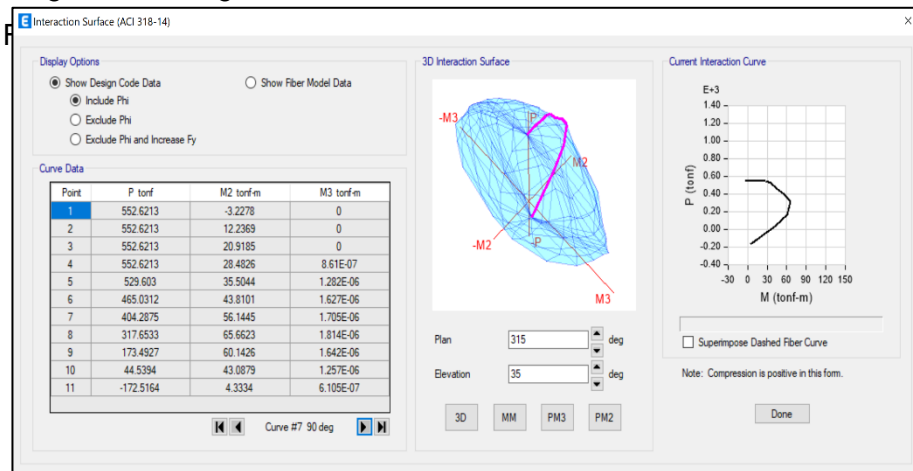 E Interaction Surface (ACI 318-14) ×
Display Options
Show Design Code Data Show Fiber Model Data
Include Phi
Exclude Phi
Exclude Phi and Increase Fy
Curve Data
Point P tonf M2 tonf-m M3 tonf-m
1 552.6213 -3.2278 0
2 552.6213 12.2369 0
3 552.6213 20.9185 0
4 552.6213 28.4826 8.61E-07
5 529.603 35.5044 1.282E-06
6 465.0312 43.8101 1.627E-06
7 404.2875 56.1445 1.705E-06
8 317.6533 65.6623 1.814E-06
9 173.4927 60.1426 1.642E-06
10 44.5394 43.0879 1.257E-06
11 -172.5164 4.3334 6.105E-07
Curve #7 90 deg
3D Interaction Surface
-M3
P
M2
-M2
-P
M3
Plan 315 deg
Elevation 35 deg
3D MM PM3 PM2
Current Interaction Curve
E+3
1.40
1.20
1.00
0.80
0.60
0.40
0.20
0.00
-0.20
-0.40
P (tonf)
-30 0 30 60 90 120 150
M (tonf-m)
Superimpose Dashed Fiber Curve
Note: Compression is positive in this form.
Done